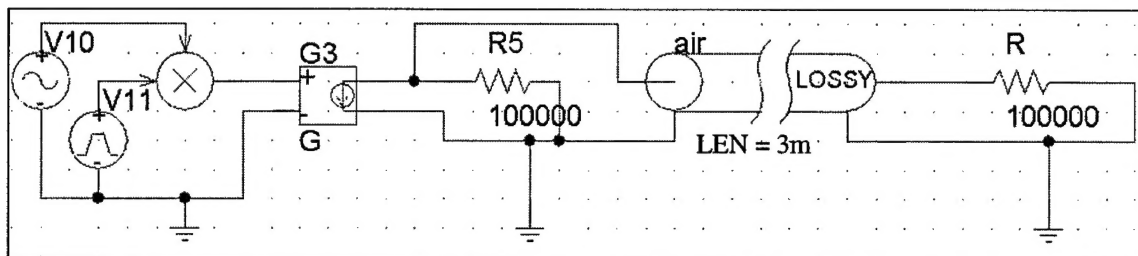 V10
V11
G3
G
R5
100000
air
LOSSY
LEN = 3m
R
100000